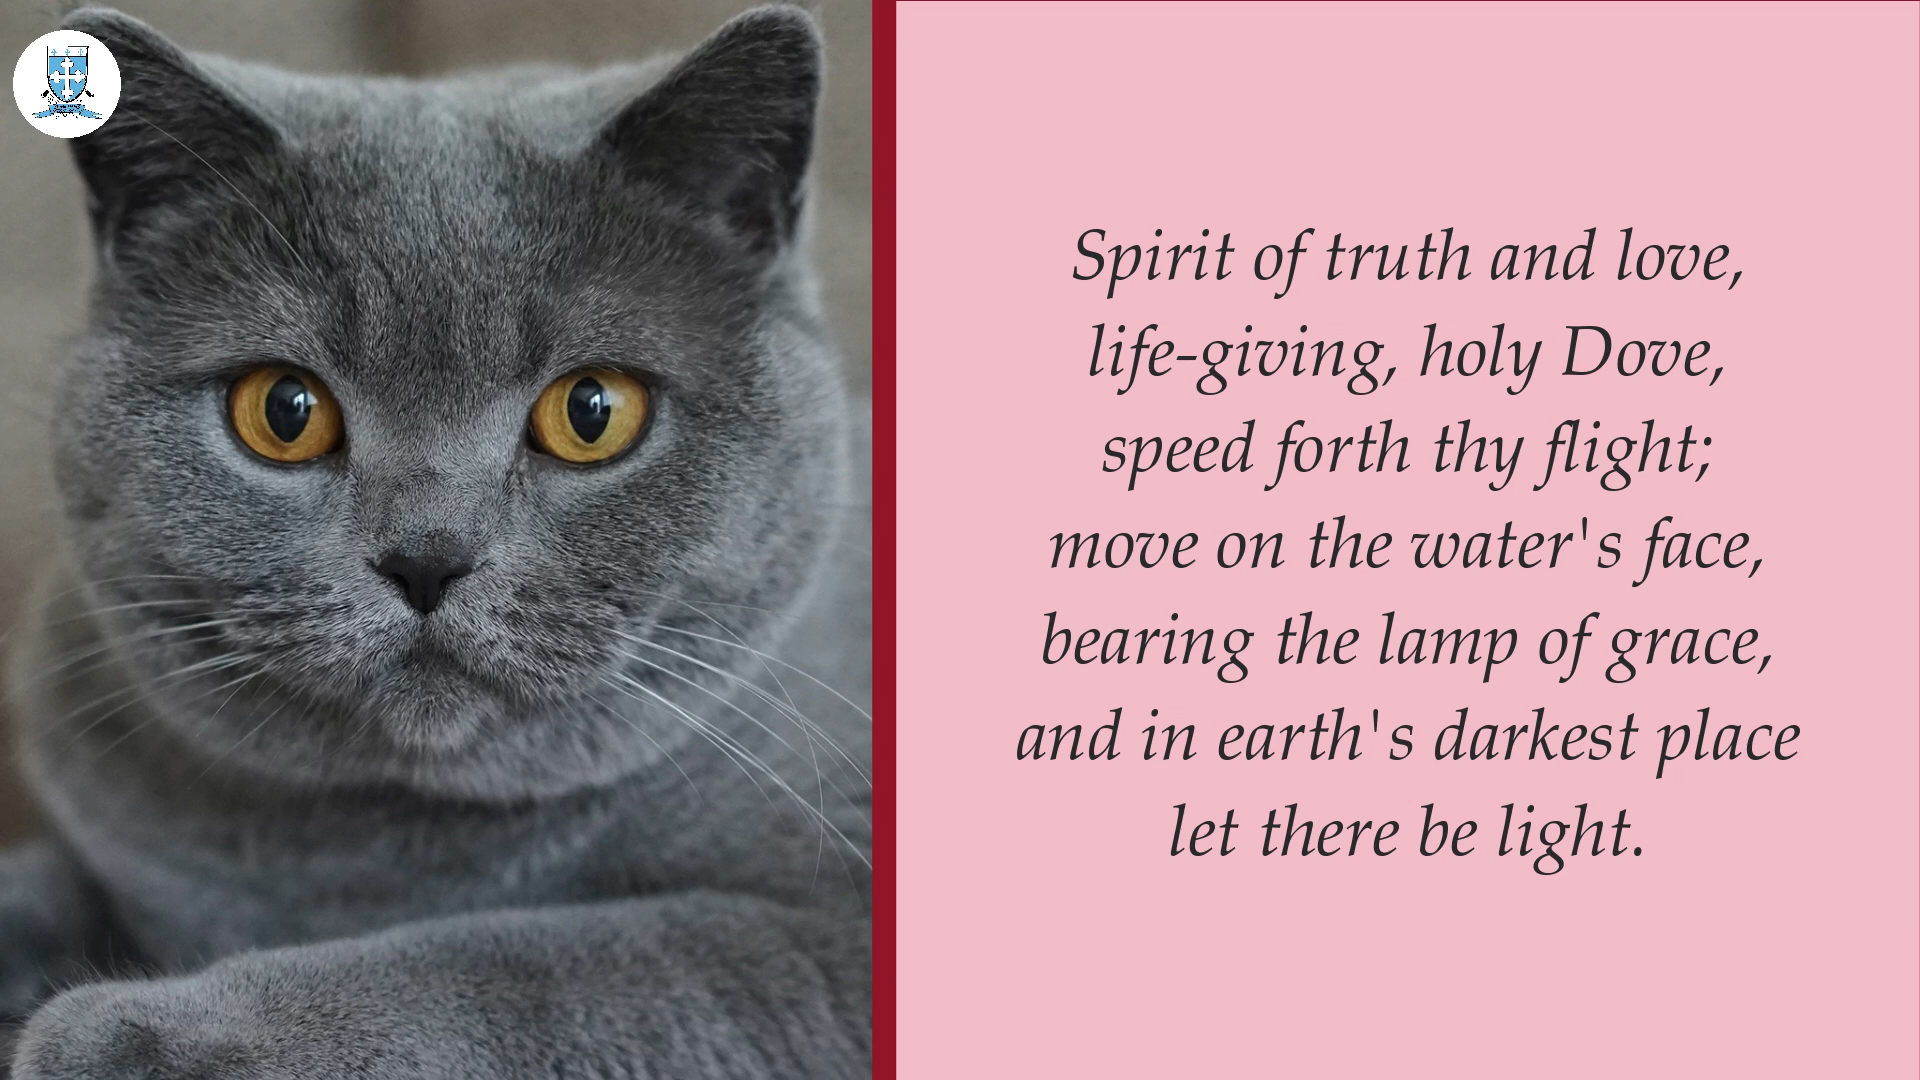 Spirit of truth and love,
life-giving, holy Dove,
speed forth thy flight;
move on the water's face,
bearing the lamp of grace,
and in earth's darkest place
let there be light.